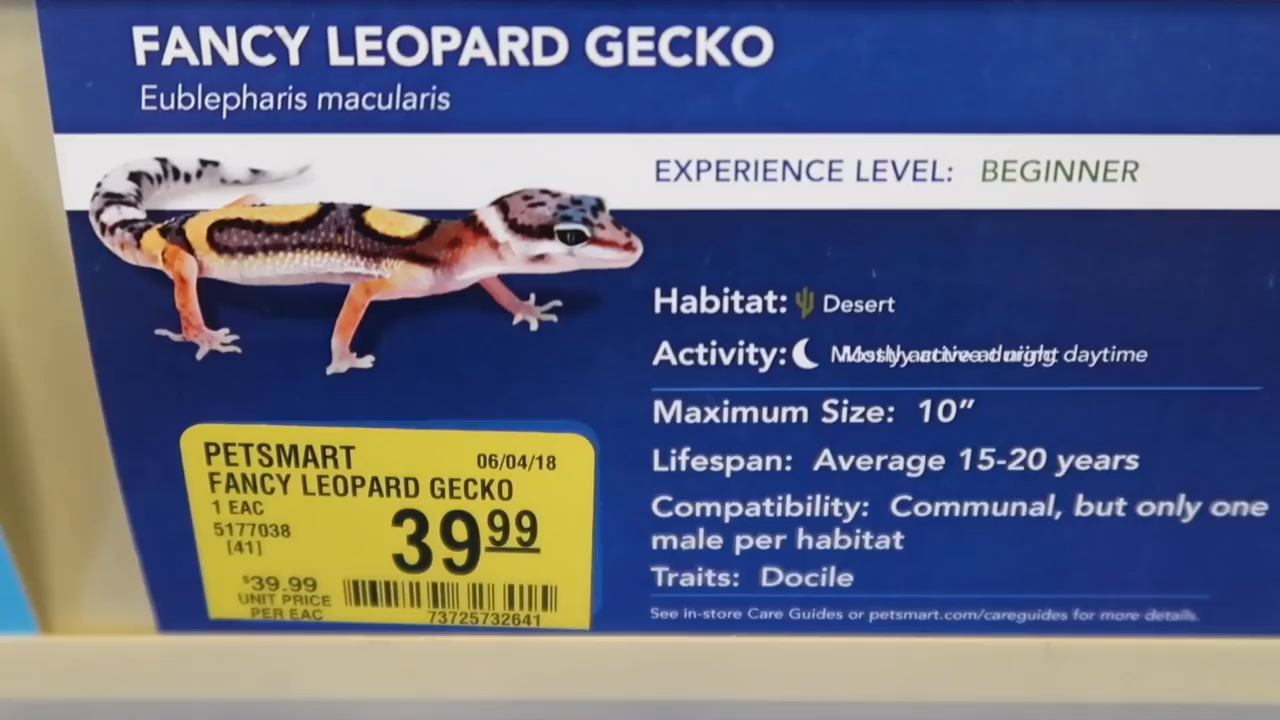 FANCY LEOPARD GECKO
Eublepharis macularis
EXPERIENCE LEVEL: BEGINNER
Habitat: Desert
Activity: daytime
Maximum Size: 10”
Lifespan: Average 15-20 years
Compatibility: Communal, but only one
male per habitat
Traits: Docile
See in-store Care Guides or petsmart.com/careguides for more details.
PETSMART 06/04/18
FANCY LEOPARD GECKO
1 EAC
5177038
[41]
39.99
$39.99
UNIT PRICE
PER EAC
73725732641